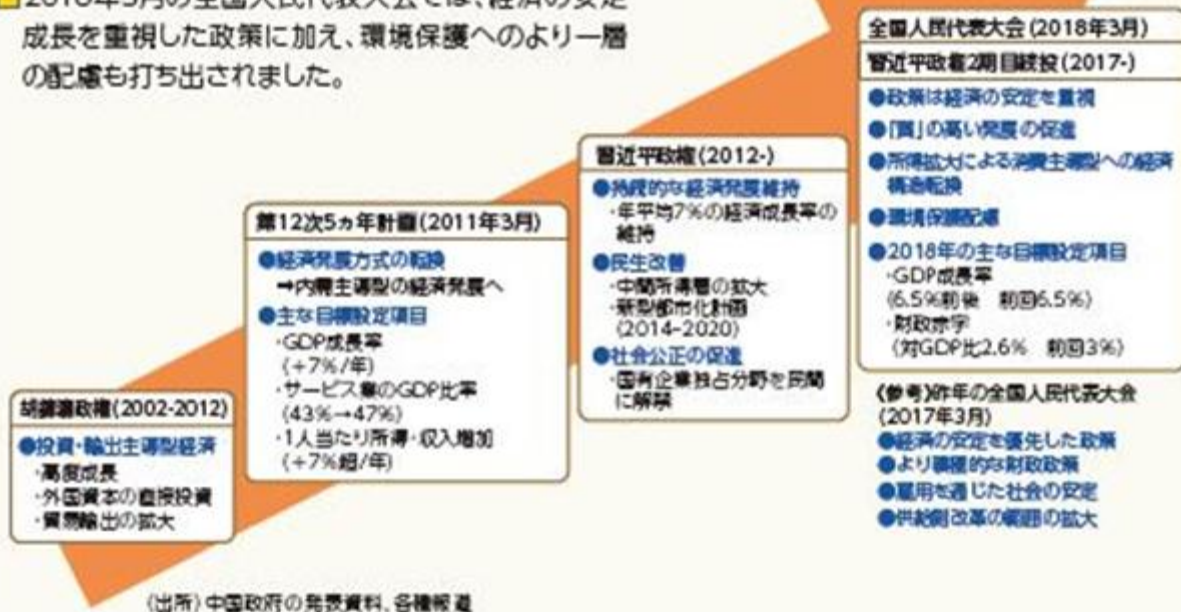 2018年3月の全国人民代表大会では、経済の安定
成長を重視した政策に加え、環境保護へのより一層
の配慮も打ち出されました。
全国人民代表大会(2018年3月)
習近平政権2期目続投(2017-)
●政策は経済の安定を重視
●「質」の高い発展の促進
●所得拡大による消費主導型への経済
構造転換
●環境保護配慮
●2018年の主な目標設定項目
・GDP成長率
(6.5%前後 前回6.5%)
・財政赤字
(対GDP比2.6% 前回3%)
習近平政権(2012-)
●持続的な経済発展維持
・年平均7%の経済成長率の
維持
●民生改善
・中間所得層の拡大
・新型都市化計画
(2014-2020)
●社会公正の促進
・国有企業独占分野を民間
に解禁
第12次5ヵ年計画(2011年3月)
●経済発展方式の転換
➡内需主導型の経済発展へ
●主な目標設定項目
・GDP成長率
(+7%/年)
・サービス業のGDP比率
(43%→47%)
・1人当たり所得・収入増加
(+7%超/年)
胡錦濤政権(2002-2012)
●投資・輸出主導型経済
・高度成長
・外国資本の直接投資
・貿易輸出の拡大
《参考》昨年の全国人民代表大会
(2017年3月)
●経済の安定を優先した政策
●より積極的な財政政策
●雇用を通じた社会の安定
●供給側改革の範囲の拡大
(出所)中国政府の発表資料、各種報道